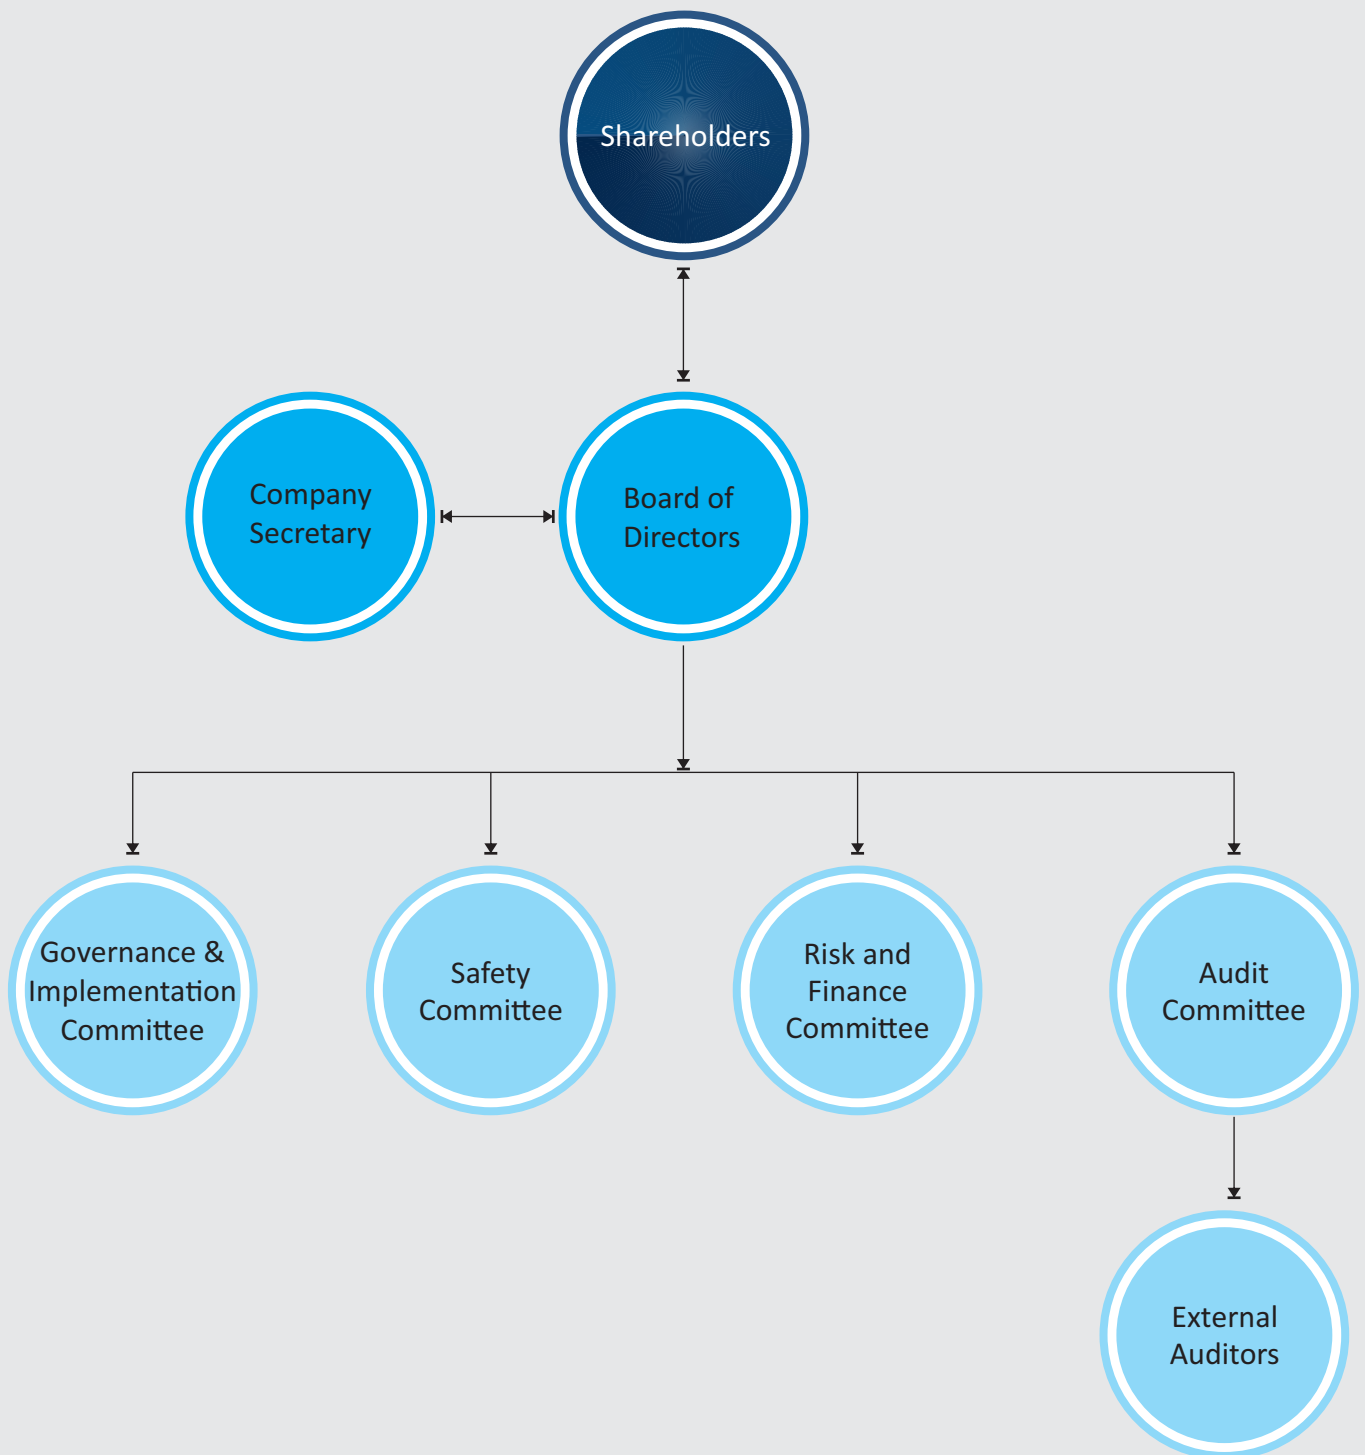 Shareholders
Company
Secretary
Board of
Directors
Governance &
Implementation
Committee
Safety
Committee
Risk and
Finance
Committee
Audit
Committee
External
Auditors